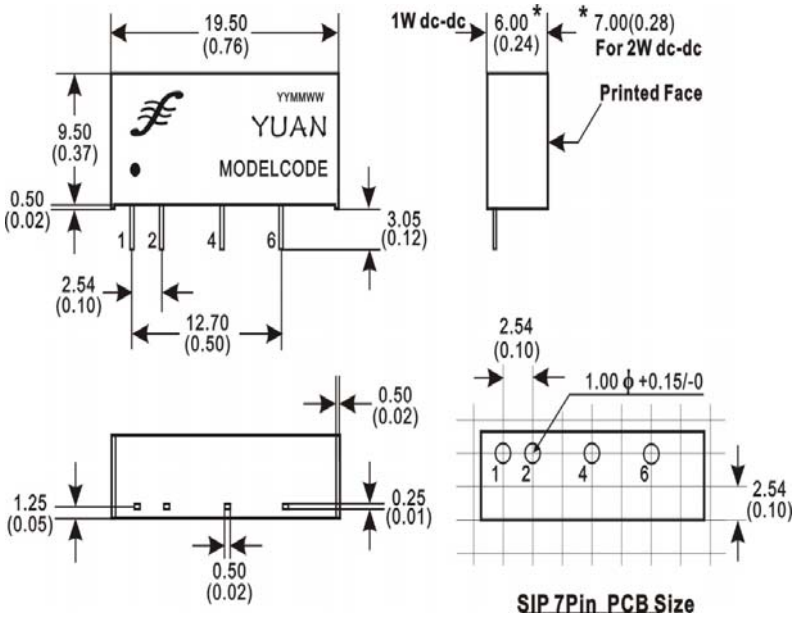 19.50
(0.76)
1W dc-dc
6.00 *
(0.24)
* 7.00(0.28)
For 2W dc-dc
Printed Face
YYMMWW
YUAN
MODELCODE
9.50
(0.37)
0.50
(0.02)
1 2 4 6
3.05
(0.12)
2.54
(0.10)
12.70
(0.50)
2.54
(0.10)
1.00 ϕ +0.15/-0
0.50
(0.02)
1 2 4 6
1.25
(0.05)
0.25
(0.01)
2.54
(0.10)
0.50
(0.02)
SIP 7Pin PCB Size